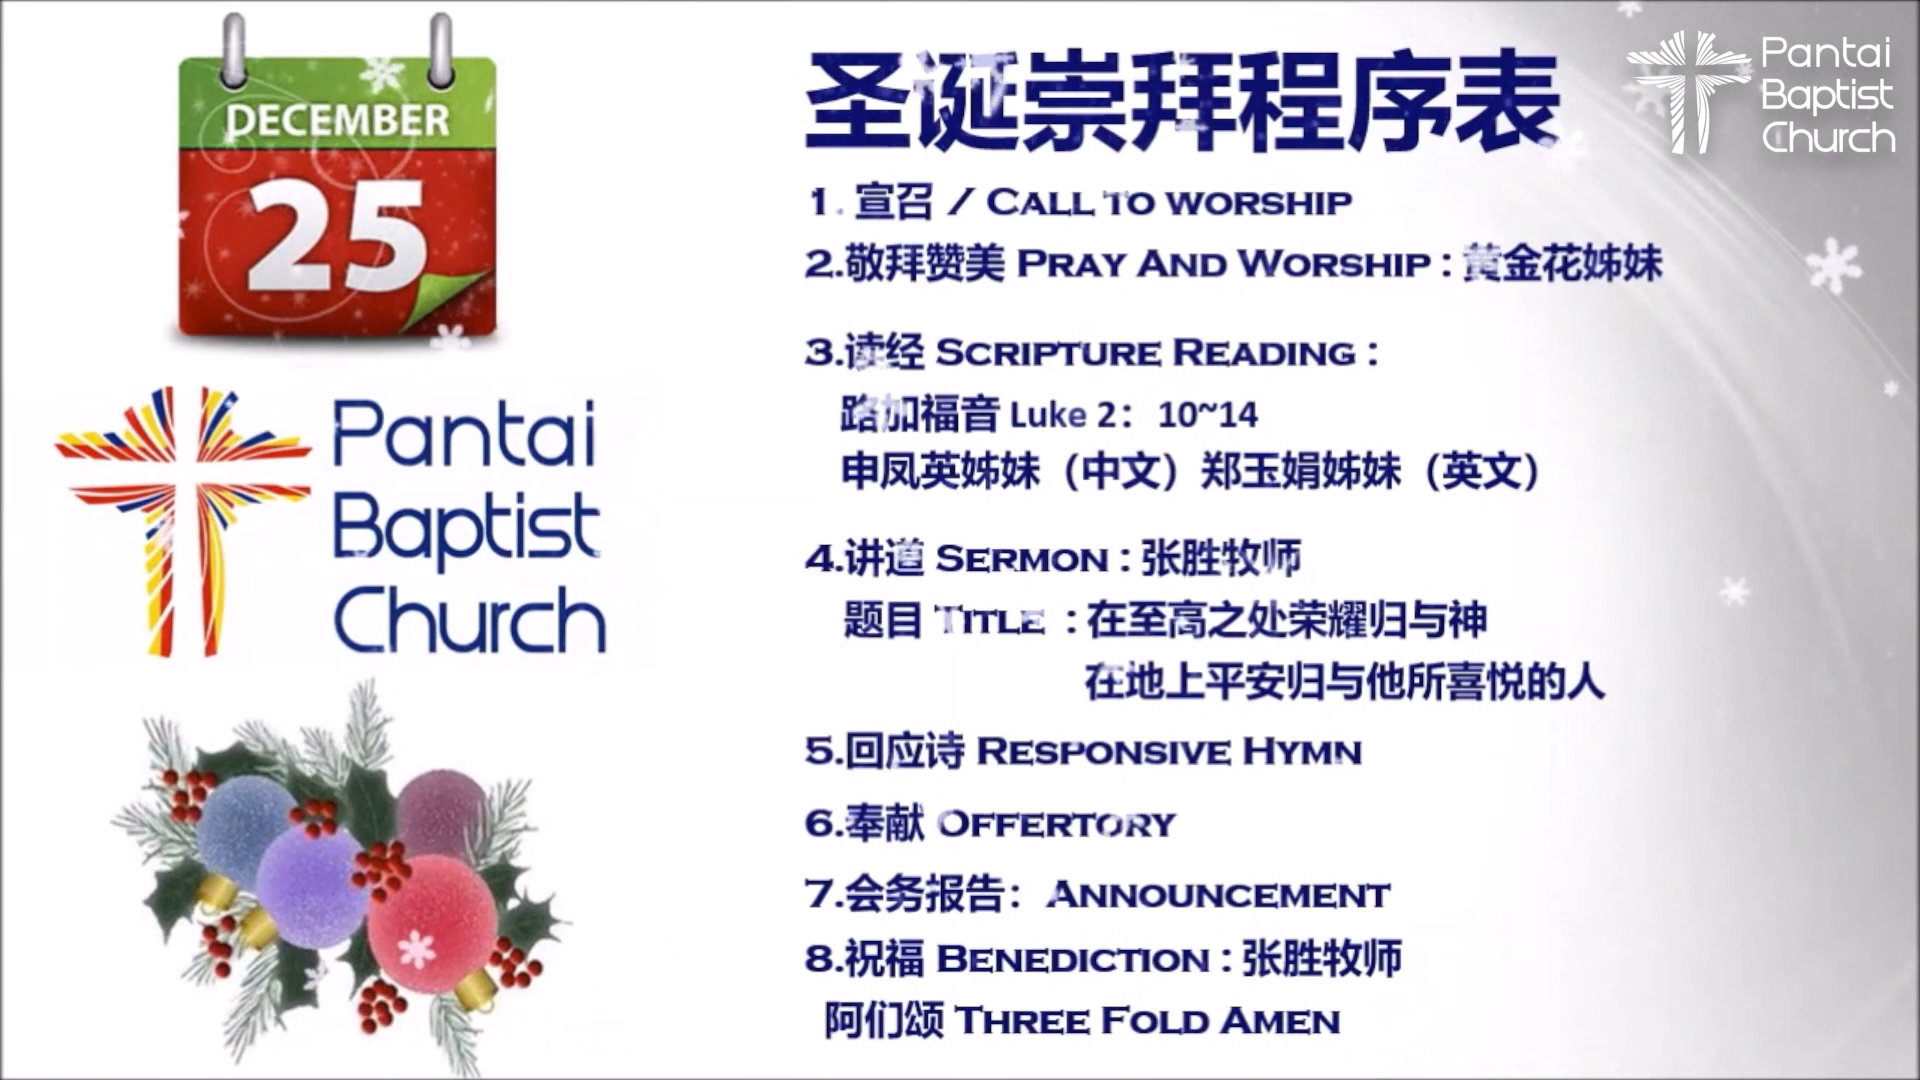 DECEMBER
25
Pantai
Baptist
Church
圣诞崇拜程序表
1. 宣召 / CALL TO WORSHIP
2.敬拜赞美 PRAY AND WORSHIP : 黄金花姊妹
3.读经 SCRIPTURE READING :
路加福音 Luke 2：10~14
申凤英姊妹（中文）郑玉娟姊妹（英文）
4.讲道 SERMON : 张胜牧师
题目 TITLE : 在至高之处荣耀归与神
在地上平安归与他所喜悦的人
5.回应诗 RESPONSIVE HYMN
6.奉献 OFFERTORY
7.会务报告：ANNOUNCEMENT
8.祝福 BENEDICTION : 张胜牧师
阿们颂 THREE FOLD AMEN
Pantai
Baptist
Church